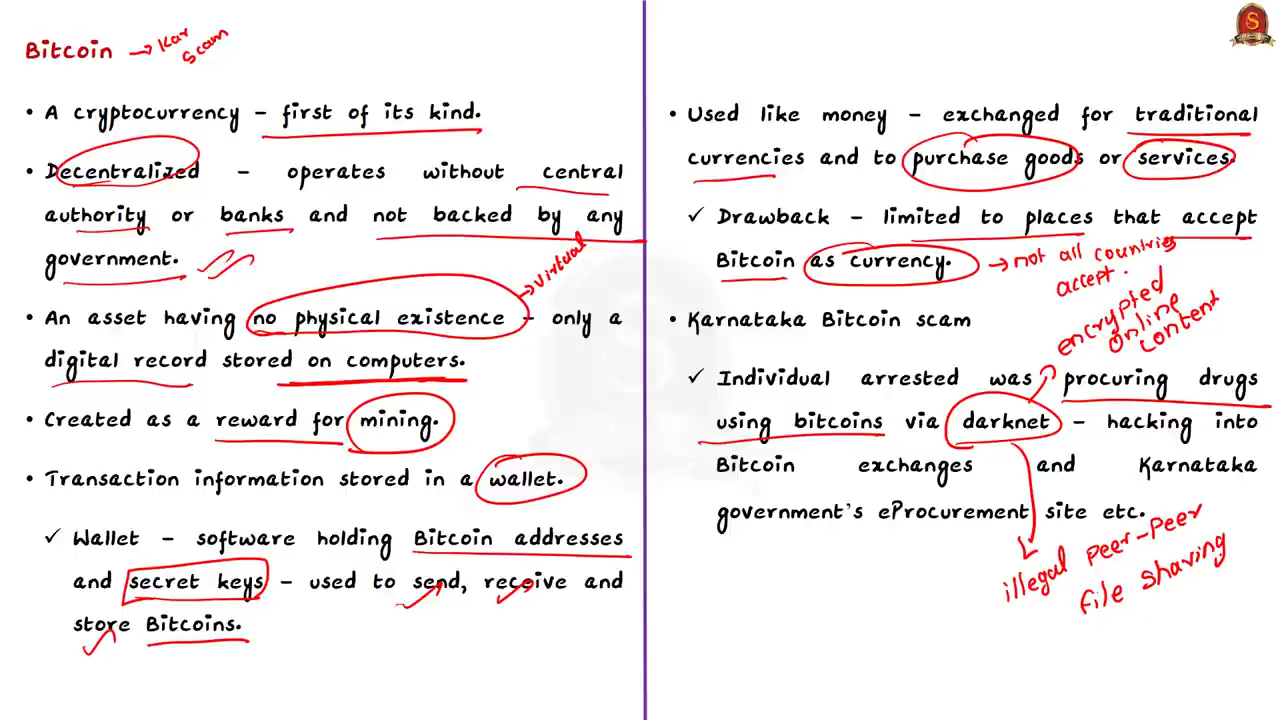 Bitcoin → Kar
Scam
• A cryptocurrency – first of its kind.
• Decentralized – operates without central
authority or banks and not backed by any
government.
→ virtual
• An asset having no physical existence – only a
digital record stored on computers.
• Created as a reward for mining.
• Transaction information stored in a wallet.
✓ Wallet – software holding Bitcoin addresses
and secret keys – used to send, receive and
store Bitcoins.
S
• Used like money – exchanged for traditional
currencies and to purchase goods or services.
✓ Drawback – limited to places that accept
Bitcoin as currency. → not all countries
accept.
• Karnataka Bitcoin scam
encrypted
online
content
✓ Individual arrested was procuring drugs
using bitcoins via darknet – hacking into
Bitcoin exchanges and Karnataka
government's eProcurement site etc.
illegal peer-peer
file sharing